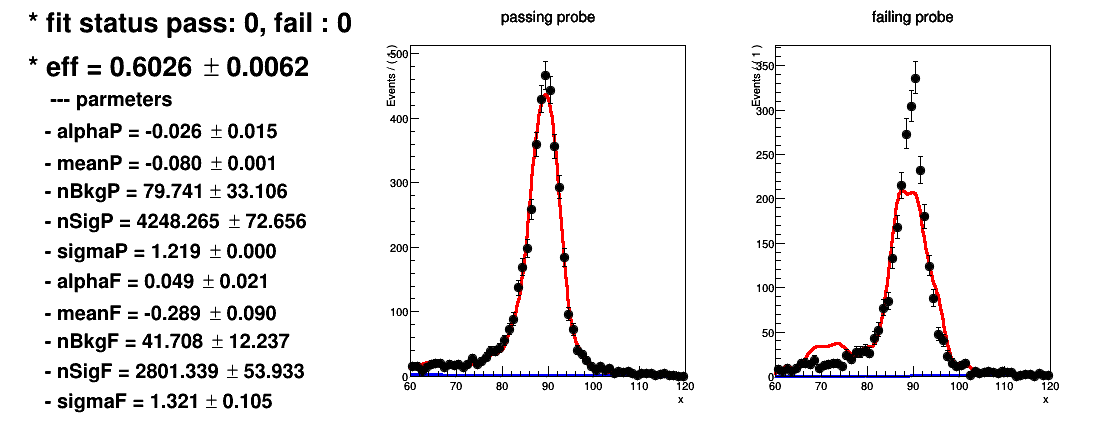 * fit status pass: 0, fail : 0
* eff = 0.6026 ± 0.0062
--- parmeters
- alphaP = -0.026 ± 0.015
- meanP = -0.080 ± 0.001
- nBkgP = 79.741 ± 33.106
- nSigP = 4248.265 ± 72.656
- sigmaP = 1.219 ± 0.000
- alphaF = 0.049 ± 0.021
- meanF = -0.289 ± 0.090
- nBkgF = 41.708 ± 12.237
- nSigF = 2801.339 ± 53.933
- sigmaF = 1.321 ± 0.105
passing probe
Events / ( 1 )
500
400
300
200
100
0
60 70 80 90 100 110 120
x
failing probe
Events / ( 1 )
350
300
250
200
150
100
50
0
60 70 80 90 100 110 120
x